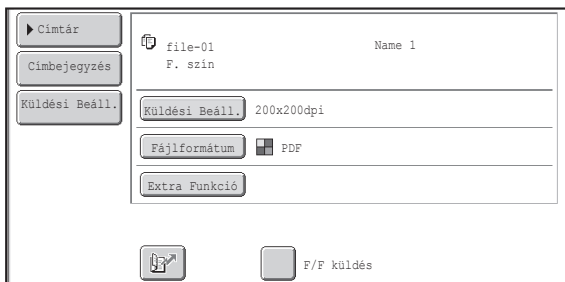 Címtár
Címbejegyzés
Küldési Beáll.
file-01 Name 1
F. szín
Küldési Beáll. 200x200dpi
Fájlformátum PDF
Extra Funkció
F/F küldés